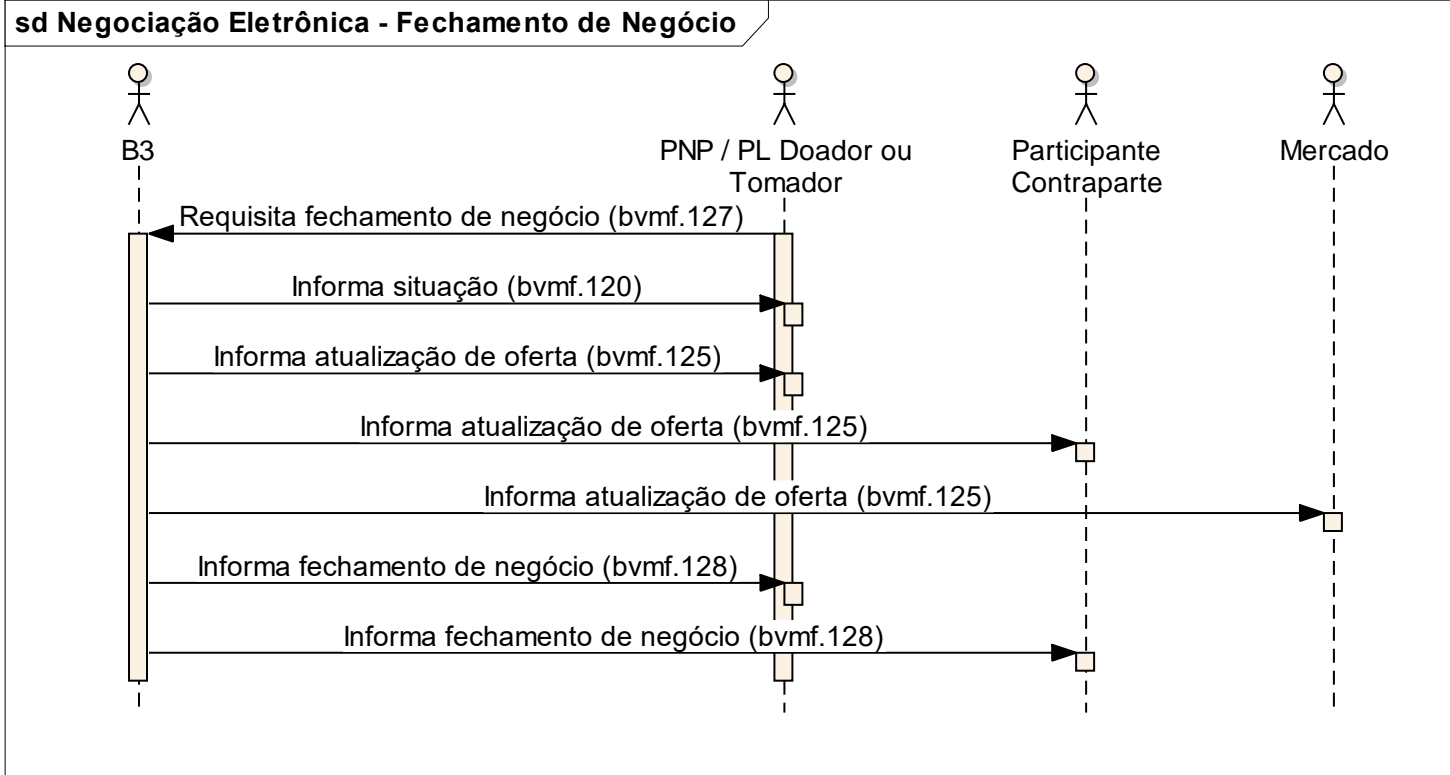 sd Negociação Eletrônica - Fechamento de Negócio
B3
PNP / PL Doador ou
Tomador
Participante
Contraparte
Mercado
Requisita fechamento de negócio (bvmf.127)
Informa situação (bvmf.120)
Informa atualização de oferta (bvmf.125)
Informa atualização de oferta (bvmf.125)
Informa atualização de oferta (bvmf.125)
Informa fechamento de negócio (bvmf.128)
Informa fechamento de negócio (bvmf.128)